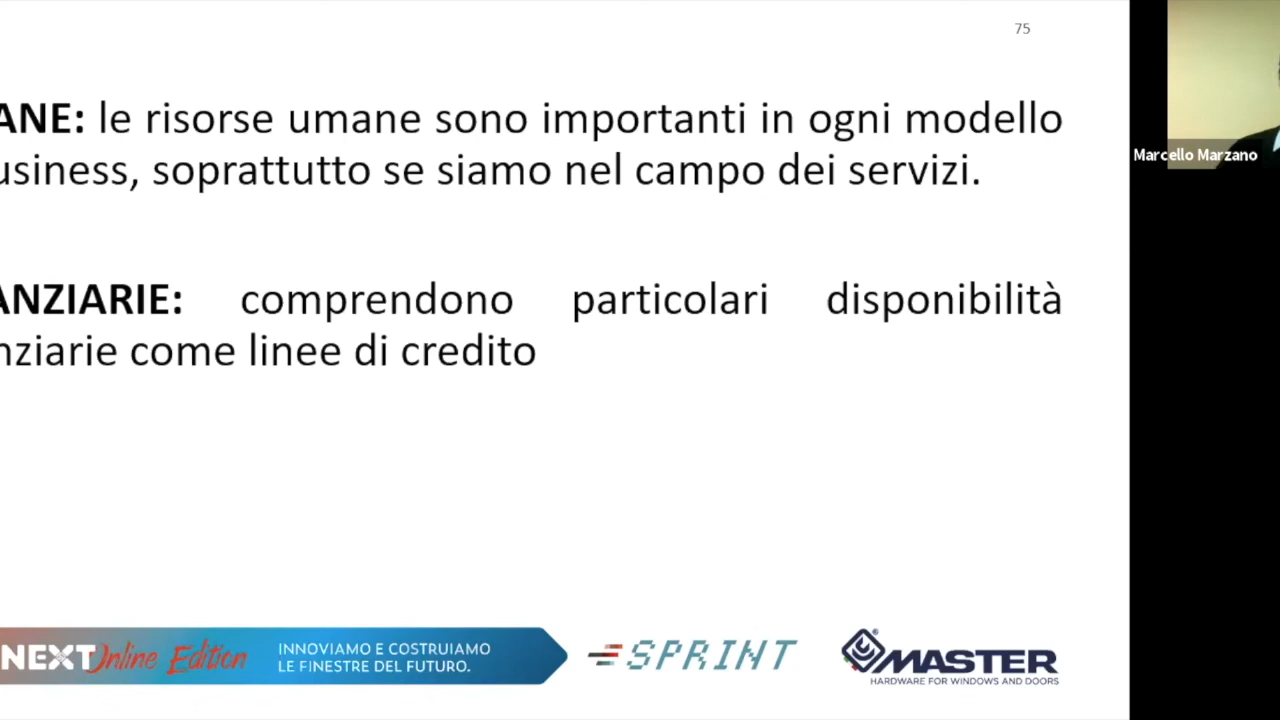 75
ANE: le risorse umane sono importanti in ogni modello
usiness, soprattutto se siamo nel campo dei servizi.
ANZIARIE: comprendono particolari disponibilità
nziarie come linee di credito
Marcello Marzano
NEXT Online Edition
INNOVIAMO E COSTRUIAMO
LE FINESTRE DEL FUTURO.
SPRINT
MASTER®
HARDWARE FOR WINDOWS AND DOORS